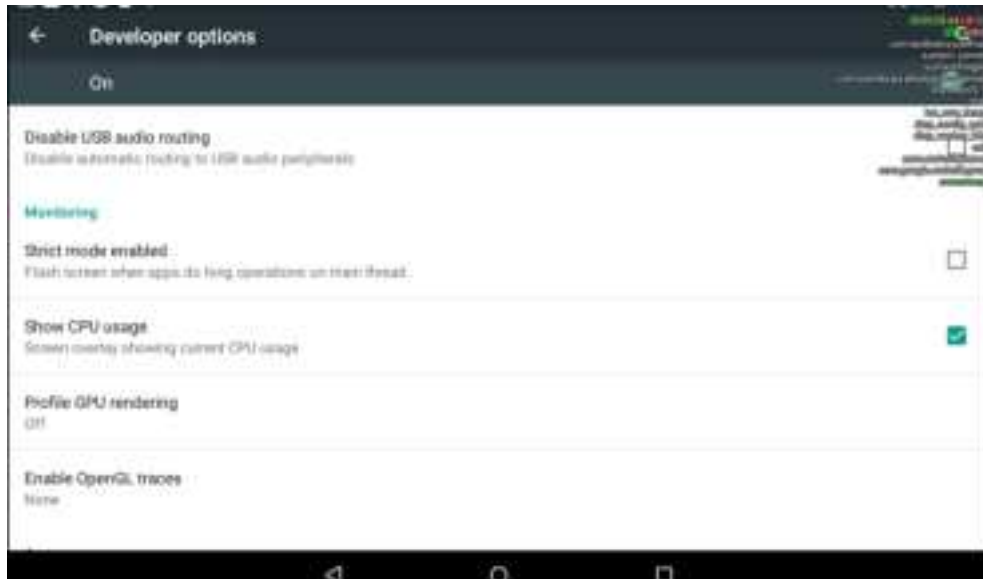 Developer options
On
Disable USB audio routing
Disable automatic routing to USB audio peripherals
Monitoring
Strict mode enabled
Flash screen when apps do long operations on main thread
Show CPU usage
Screen overlay showing current CPU usage
Profile GPU rendering
Off
Enable OpenGL traces
None